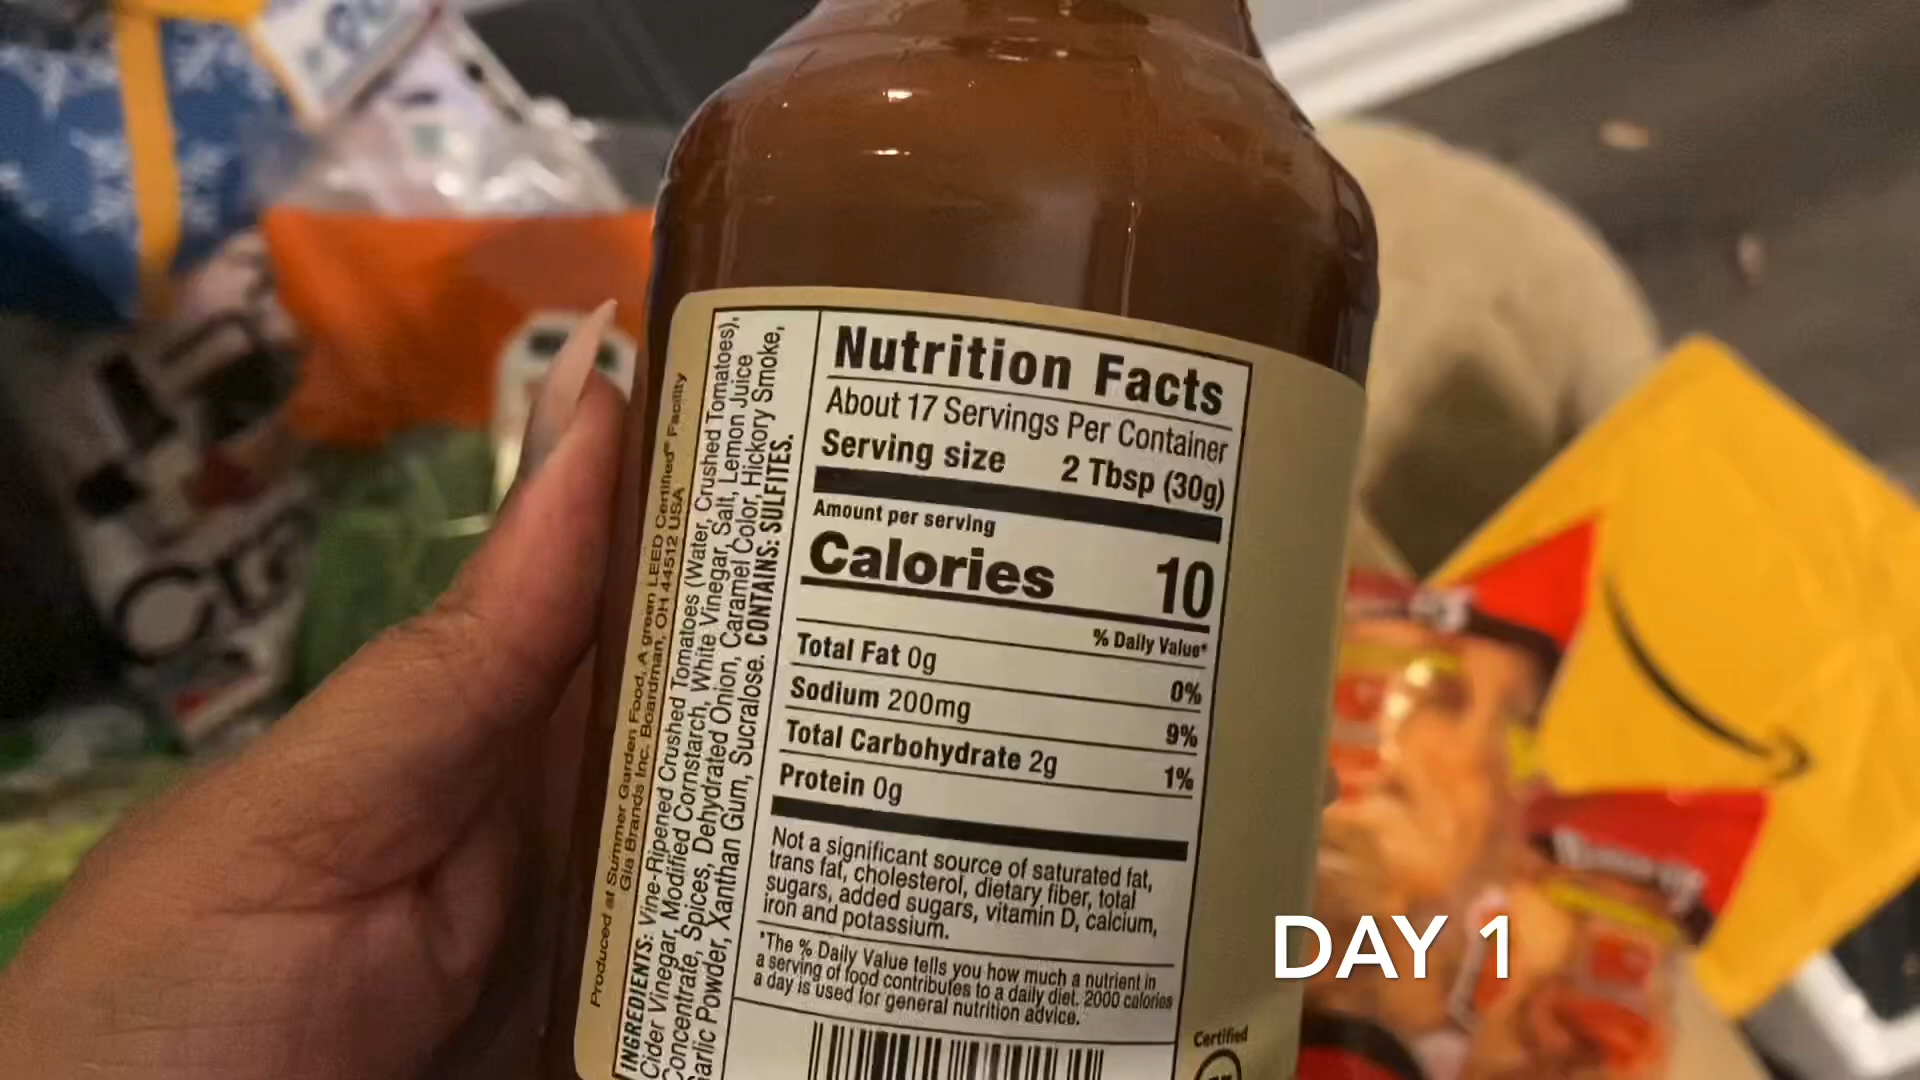 Produced at Summer Garden Food, A green LEED Certified™ Facility
Gia Brands Inc. Boardman, OH 44512 USA
INGREDIENTS: Vine-Ripened Crushed Tomatoes (Water, Crushed Tomatoes),
Cider Vinegar, Modified Cornstarch, White Vinegar, Salt, Lemon Juice
Concentrate, Spices, Dehydrated Onion, Caramel Color, Hickory Smoke,
Garlic Powder, Xanthan Gum, Sucralose. CONTAINS: SULFITES.
Nutrition Facts
About 17 Servings Per Container
Serving size 2 Tbsp (30g)
Amount per serving
Calories 10
% Daily Value*
Total Fat 0g 0%
Sodium 200mg 9%
Total Carbohydrate 2g 1%
Protein 0g
Not a significant source of saturated fat,
trans fat, cholesterol, dietary fiber, total
sugars, added sugars, vitamin D, calcium,
iron and potassium.
*The % Daily Value tells you how much a nutrient in
a serving of food contributes to a daily diet. 2000 calories
a day is used for general nutrition advice.
Certified
DAY 1